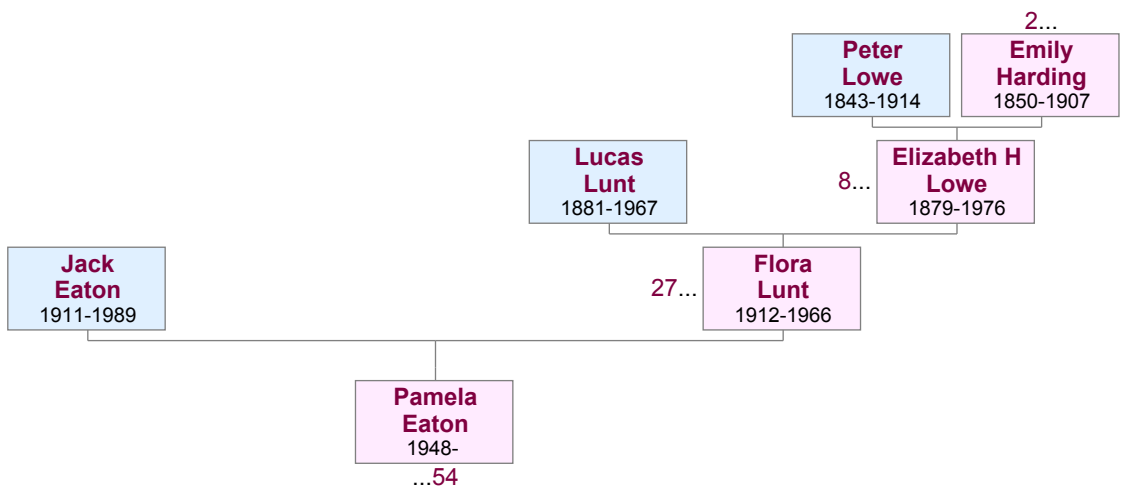 2...
Peter
Lowe
1843-1914
Emily
Harding
1850-1907
Lucas
Lunt
1881-1967
8...
Elizabeth H
Lowe
1879-1976
Jack
Eaton
1911-1989
27...
Flora
Lunt
1912-1966
Pamela
Eaton
1948-
...54